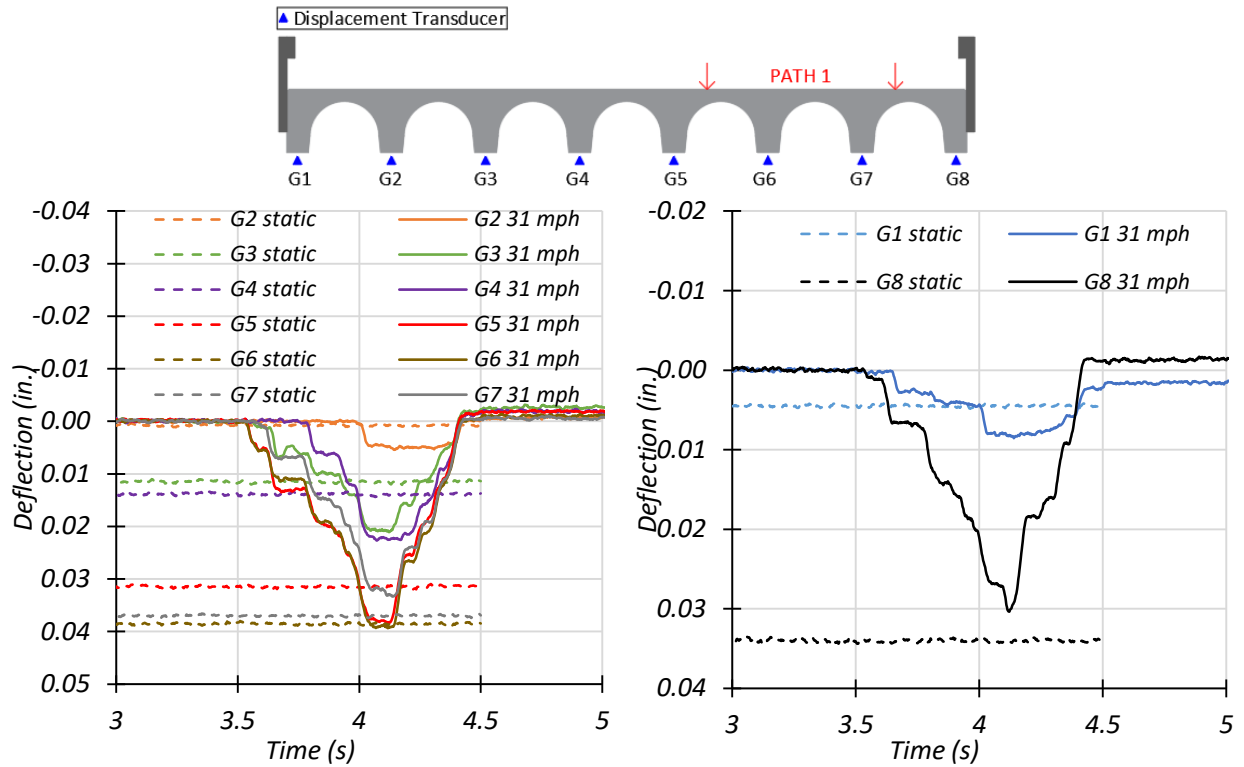 ▲ Displacement Transducer
PATH 1
G1 G2 G3 G4 G5 G6 G7 G8
G2 static G2 31 mph
G3 static G3 31 mph
G4 static G4 31 mph
G5 static G5 31 mph
G6 static G6 31 mph
G7 static G7 31 mph
-0.04
-0.03
-0.02
-0.01
0.00
0.01
0.02
0.03
0.04
0.05
Deflection (in.)
3 3.5 4 4.5 5
Time (s)
G1 static G1 31 mph
G8 static G8 31 mph
-0.02
-0.01
-0.00
0.01
0.02
0.03
0.04
Deflection (in.)
3 3.5 4 4.5 5
Time (s)